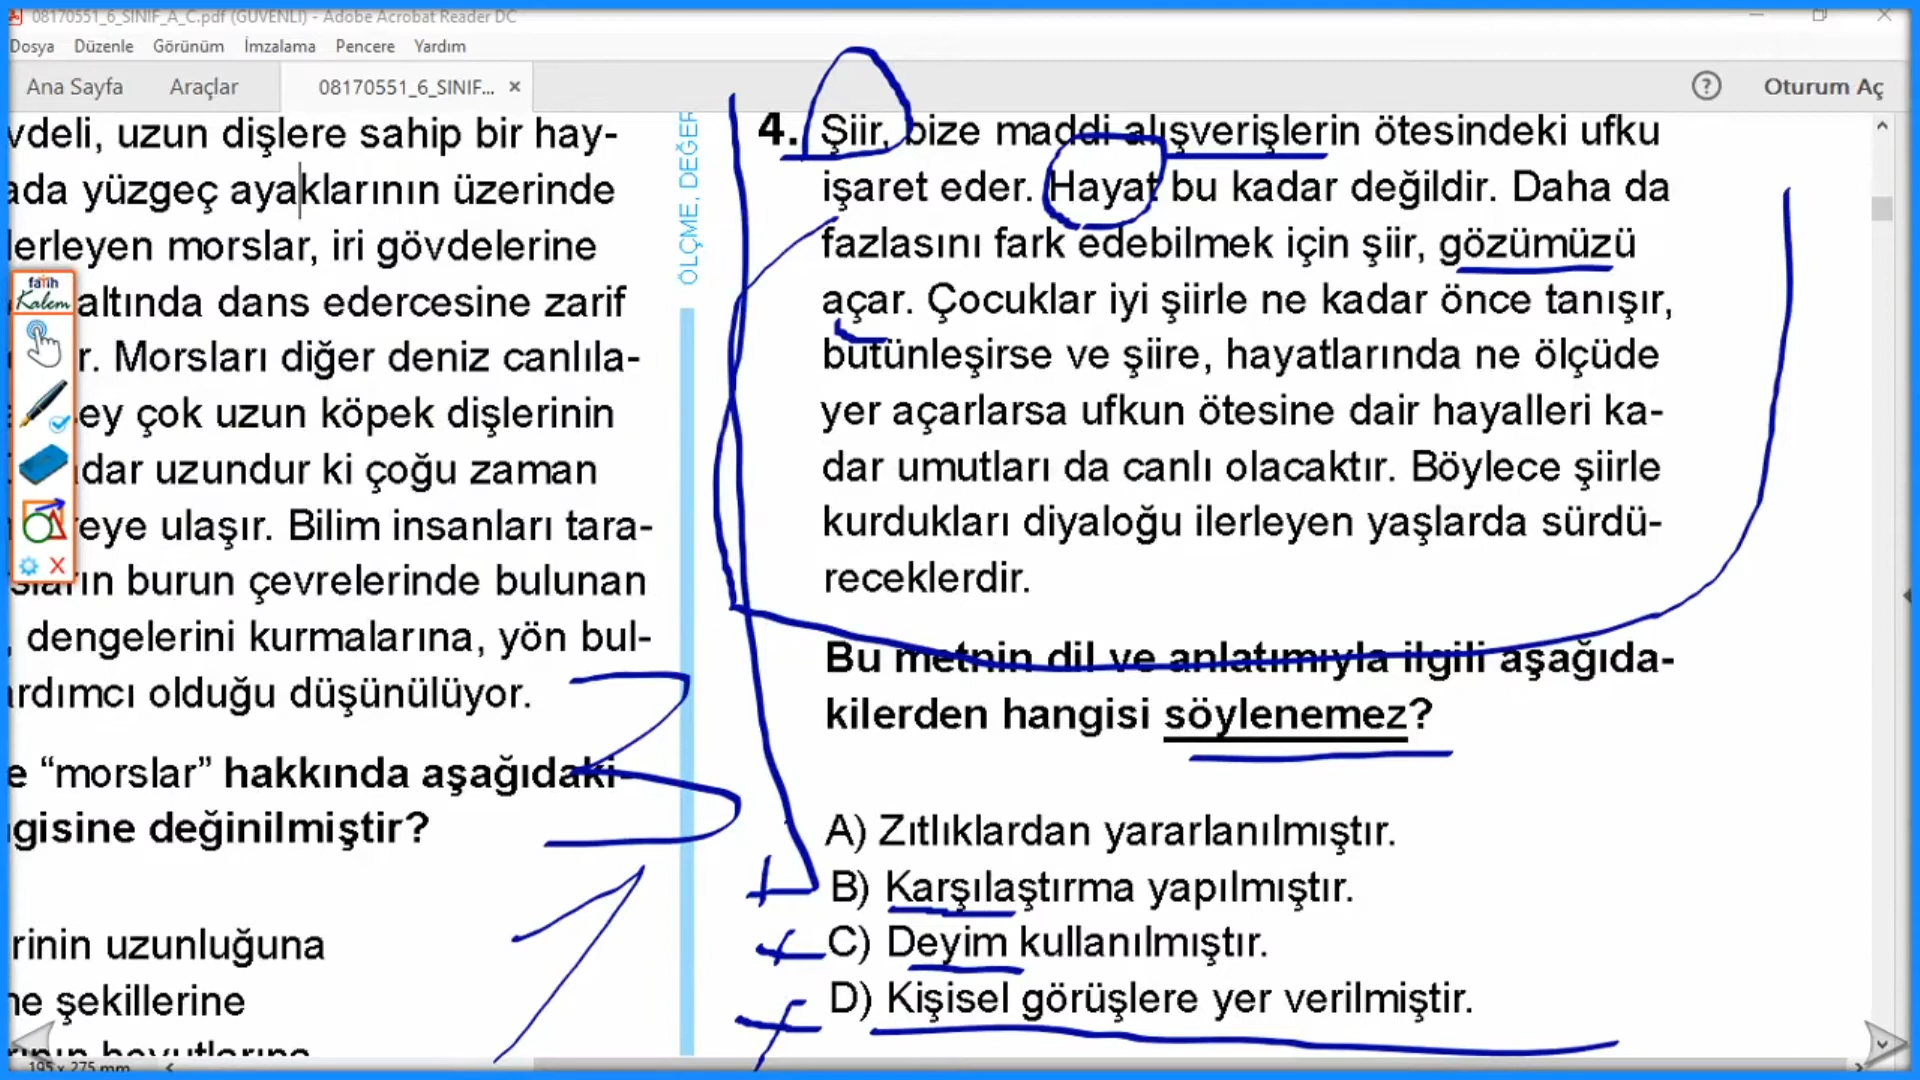 08170551_6_SINIF_A_C.pdf (GÜVENLİ) - Adobe Acrobat Reader DC
Dosya Düzenle Görünüm İmzalama Pencere Yardım
Ana Sayfa Araçlar 08170551_6_SINIF... × ? Oturum Aç
vdeli, uzun dişlere sahip bir hay-
ada yüzgeç ayaklarının üzerinde
lerleyen morslar, iri gövdelerine
altında dans edercesine zarif
r. Morsları diğer deniz canlıla-
ey çok uzun köpek dişlerinin
dar uzundur ki çoğu zaman
reye ulaşır. Bilim insanları tara-
ların burun çevrelerinde bulunan
, dengelerini kurmalarına, yön bul-
ardımcı olduğu düşünülüyor.
e “morslar” hakkında aşağıdaki-
gisine değinilmiştir?
rinin uzunluğuna
ne şekillerine
fatih
Kalem
ÖLÇME, DEĞER
4. Şiir, bize maddi alışverişlerin ötesindeki ufku
işaret eder. Hayat bu kadar değildir. Daha da
fazlasını fark edebilmek için şiir, gözümüzü
açar. Çocuklar iyi şiirle ne kadar önce tanışır,
bütünleşirse ve şiire, hayatlarında ne ölçüde
yer açarlarsa ufkun ötesine dair hayalleri ka-
dar umutları da canlı olacaktır. Böylece şiirle
kurdukları diyaloğu ilerleyen yaşlarda sürdü-
receklerdir.
Bu metnin dil ve anlatımıyla ilgili aşağıda-
kilerden hangisi söylenemez?
A) Zıtlıklardan yararlanılmıştır.
B) Karşılaştırma yapılmıştır.
C) Deyim kullanılmıştır.
D) Kişisel görüşlere yer verilmiştir.
195 x 275 mm